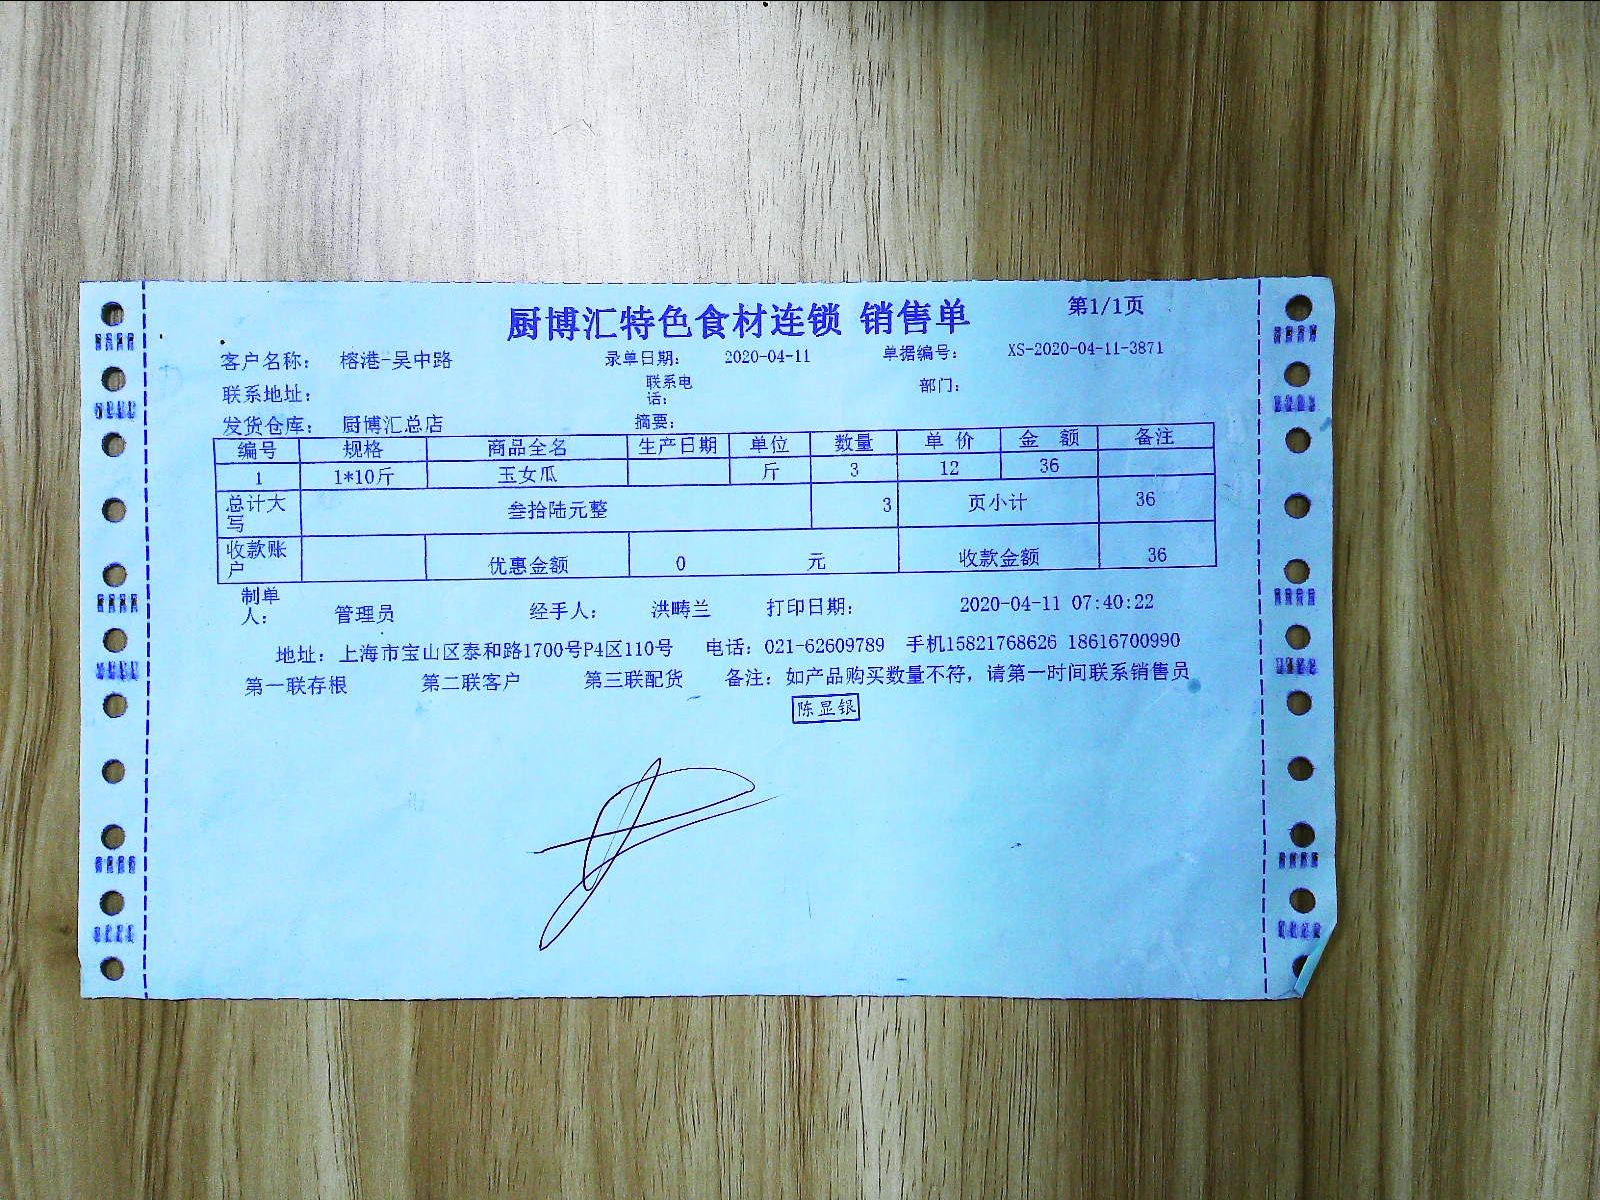 厨博汇特色食材连锁 销售单 第1/1页
客户名称： 榕港-吴中路 录单日期： 2020-04-11 单据编号： XS-2020-04-11-3871
联系地址： 联系电话： 部门：
发货仓库： 厨博汇总店 摘要：
编号 规格 商品全名 生产日期 单位 数量 单 价 金 额 备注
1 1*10斤 玉女瓜 斤 3 12 36
总计大写 叁拾陆元整 3 页小计 36
收款账户 优惠金额 0 元 收款金额 36
制单人： 管理员 经手人： 洪畴兰 打印日期： 2020-04-11 07:40:22
地址：上海市宝山区泰和路1700号P4区110号 电话：021-62609789 手机15821768626 18616700990
第一联存根 第二联客户 第三联配货 备注：如产品购买数量不符，请第一时间联系销售员
陈显银